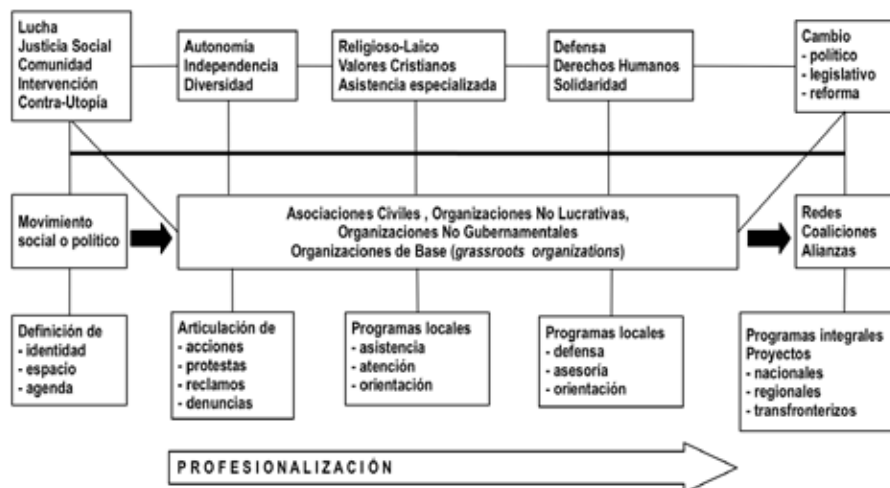 Lucha
Justicia Social
Comunidad
Intervención
Contra-Utopía
Autonomía
Independencia
Diversidad
Religioso-Laico
Valores Cristianos
Asistencia especializada
Defensa
Derechos Humanos
Solidaridad
Cambio
- político
- legislativo
- reforma
Movimiento
social o político
Asociaciones Civiles , Organizaciones No Lucrativas,
Organizaciones No Gubernamentales
Organizaciones de Base (grassroots organizations)
Redes
Coaliciones
Alianzas
Definición de
- identidad
- espacio
- agenda
Articulación de
- acciones
- protestas
- reclamos
- denuncias
Programas locales
- asistencia
- atención
- orientación
Programas locales
- defensa
- asesoría
- orientación
Programas integrales
Proyectos
- nacionales
- regionales
- transfronterizos
PROFESIONALIZACIÓN